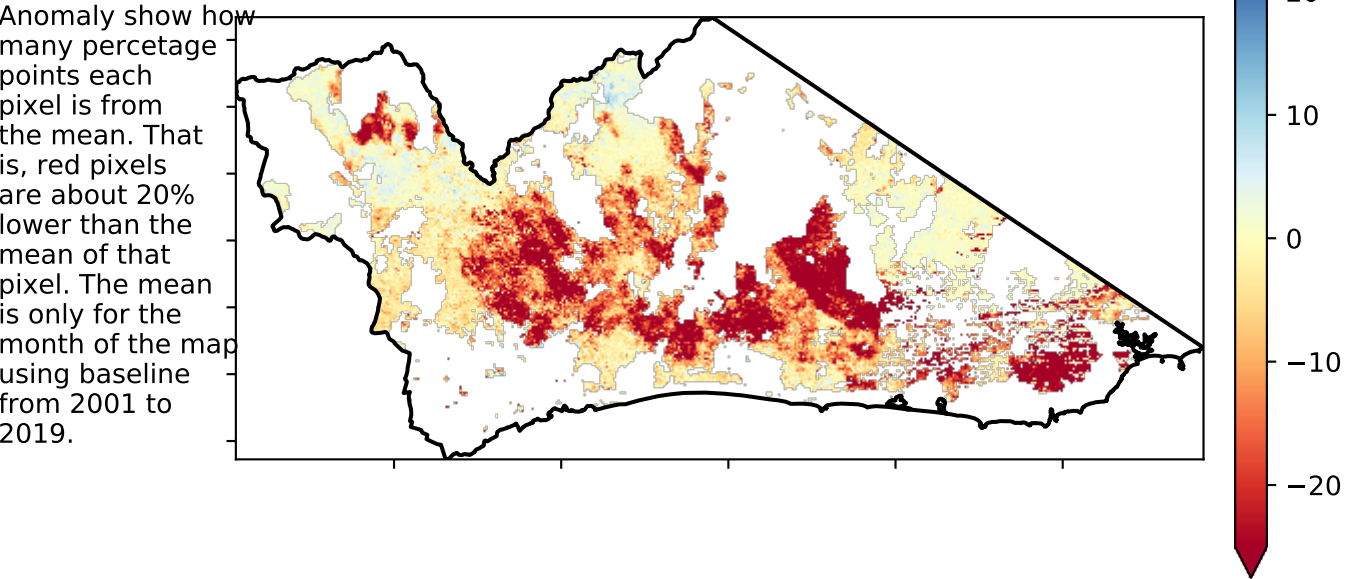 Anomaly show how
many percetage
points each
pixel is from
the mean. That
is, red pixels
are about 20%
lower than the
mean of that
pixel. The mean
is only for the
month of the map
using baseline
from 2001 to
2019.
10
0
−10
−20